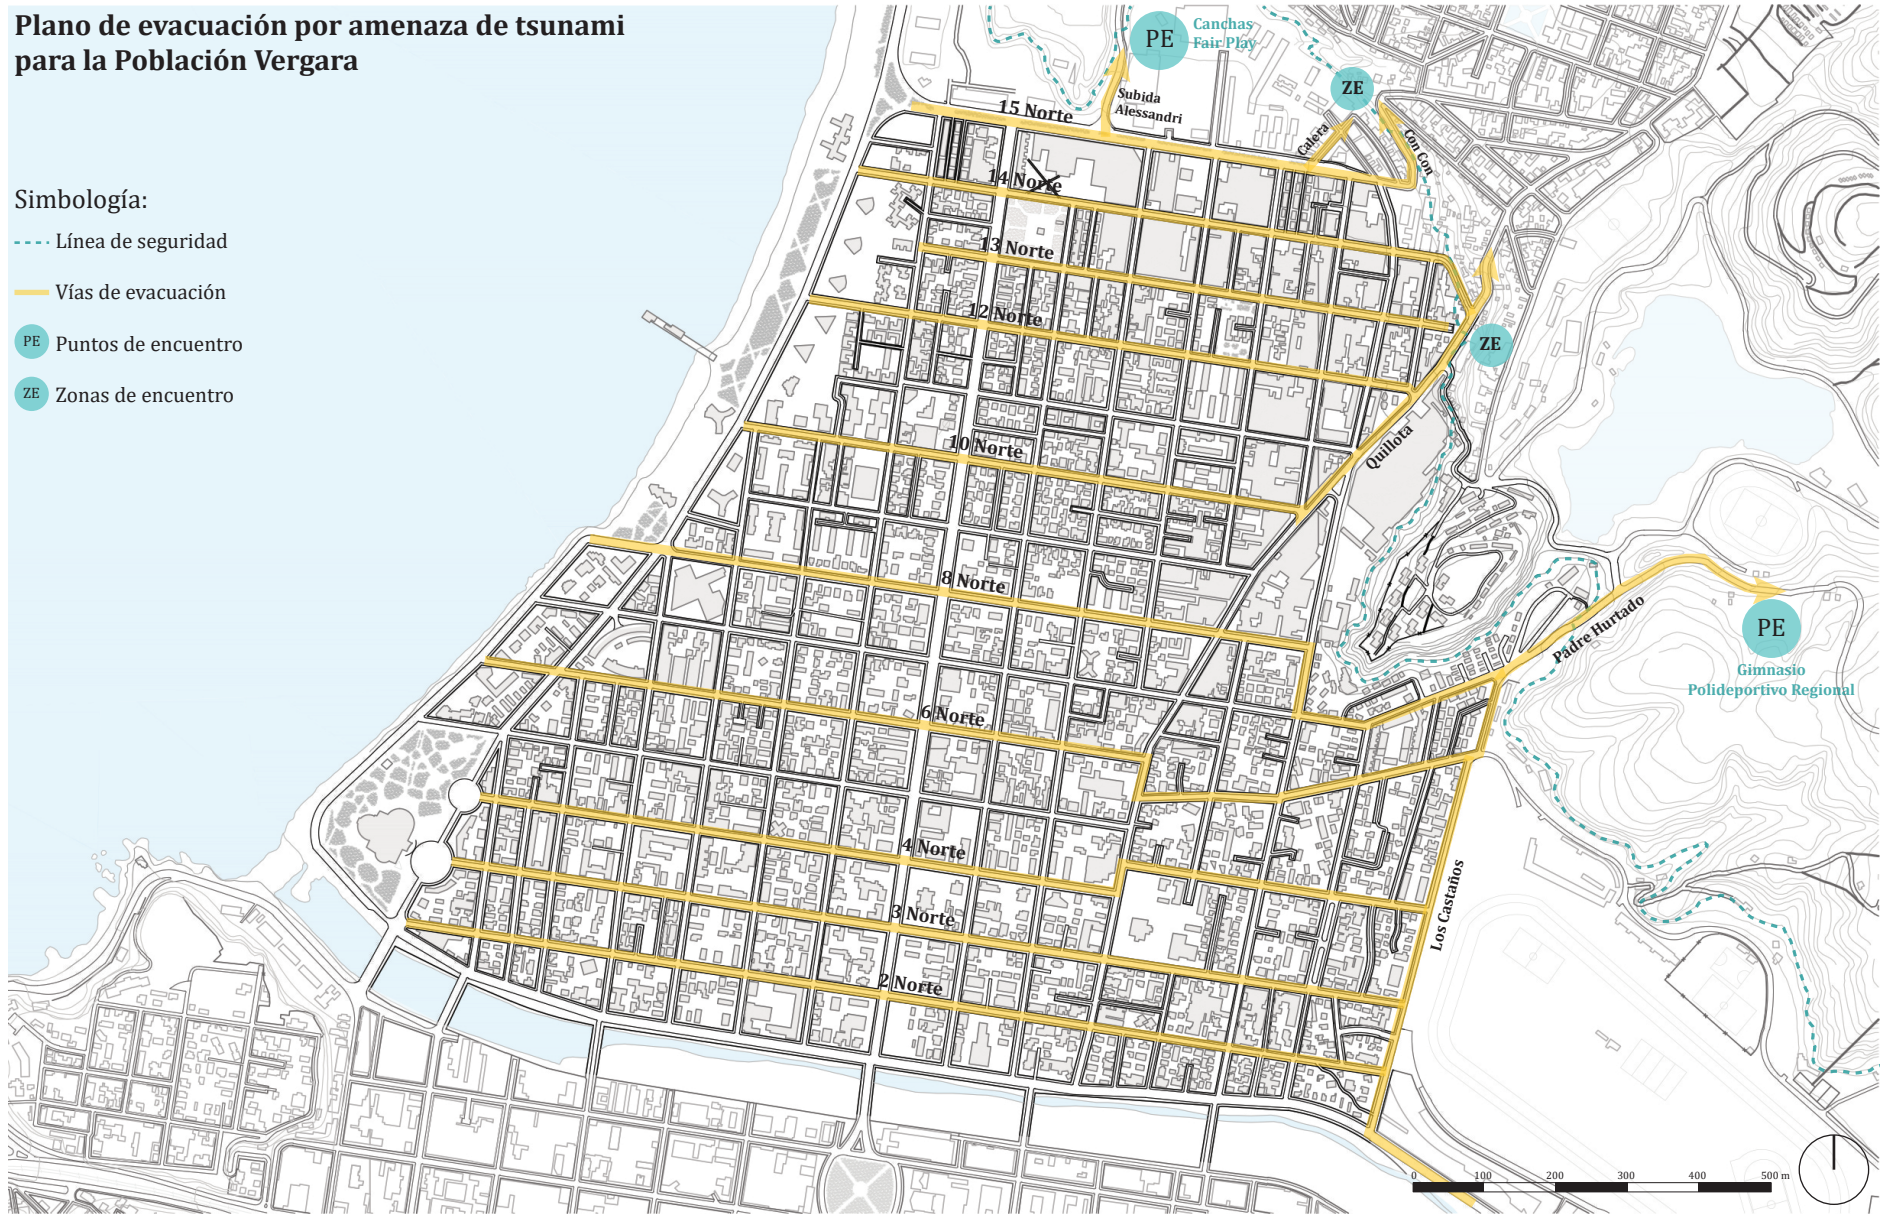 Plano de evacuación por amenaza de tsunami
para la Población Vergara
Simbología:
Línea de seguridad
Vías de evacuación
PE Puntos de encuentro
ZE Zonas de encuentro
PE
Canchas
Fair Play
Subida
Alessandri
ZE
Calera
Con Con
15 Norte
14 Norte
13 Norte
12 Norte
ZE
10 Norte
Quillota
8 Norte
Padre Hurtado
PE
Gimnasio
Polideportivo Regional
6 Norte
4 Norte
3 Norte
Los Castaños
2 Norte
0 100 200 300 400 500 m